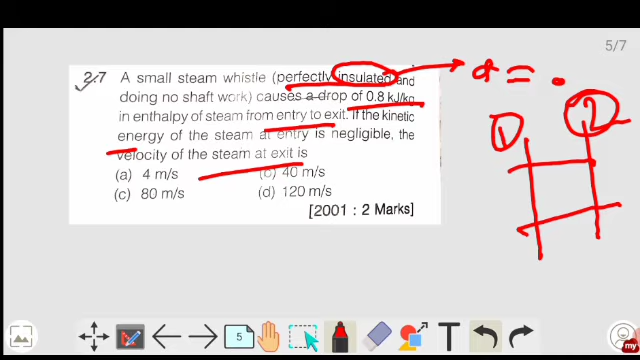 5/7
2.7 A small steam whistle (perfectly insulated and
doing no shaft work) causes a drop of 0.8 kJ/kg
in enthalpy of steam from entry to exit. If the kinetic
energy of the steam at entry is negligible, the
velocity of the steam at exit is
(a) 4 m/s (b) 40 m/s
(c) 80 m/s (d) 120 m/s
[2001 : 2 Marks]
1
2
5
T
my